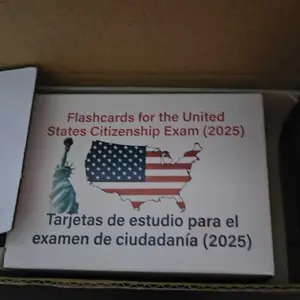 Flashcards for the United
States Citizenship Exam (2025)
Tarjetas de estudio para el
examen de ciudadanía (2025)